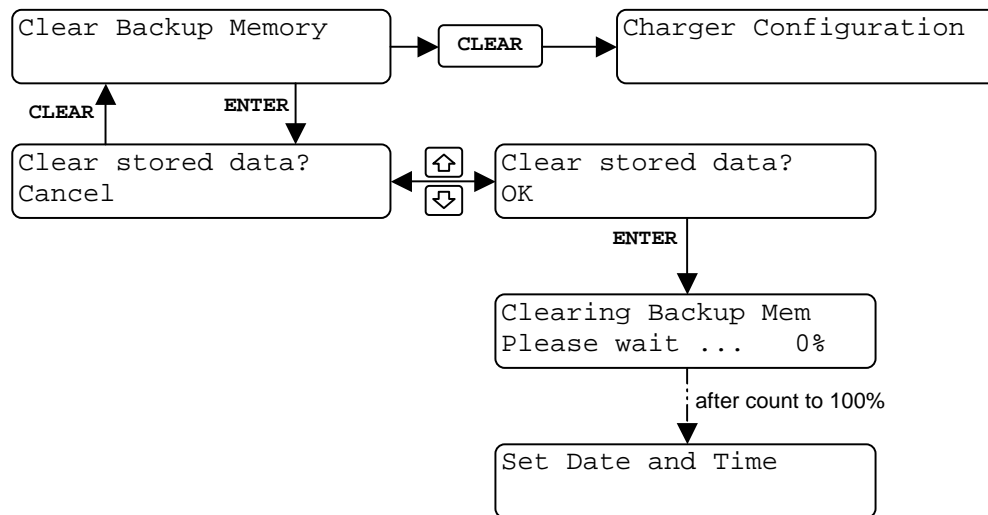 Clear Backup Memory
CLEAR
Charger Configuration
CLEAR
ENTER
Clear stored data?
Cancel
Clear stored data?
OK
ENTER
Clearing Backup Mem
Please wait ... 0%
after count to 100%
Set Date and Time